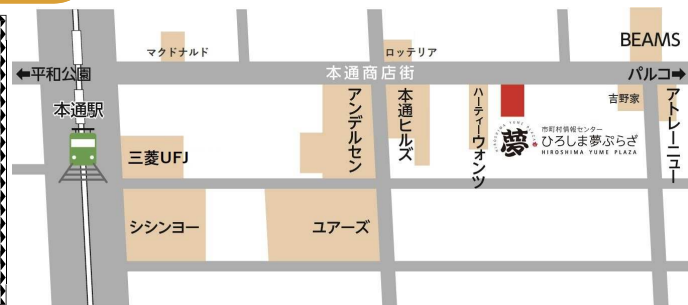 マクドナルド
ロッテリア
BEAMS
←平和公園
本通商店街
パルコ→
本通駅
アンデルセン
本通ヒルズ
ハーティーウォンツ
吉野家
アトレーニュー
夢
市町村情報センター
ひろしま夢ぷらざ
HIROSHIMA YUME PLAZA
三菱UFJ
シシンヨー
ユアーズ